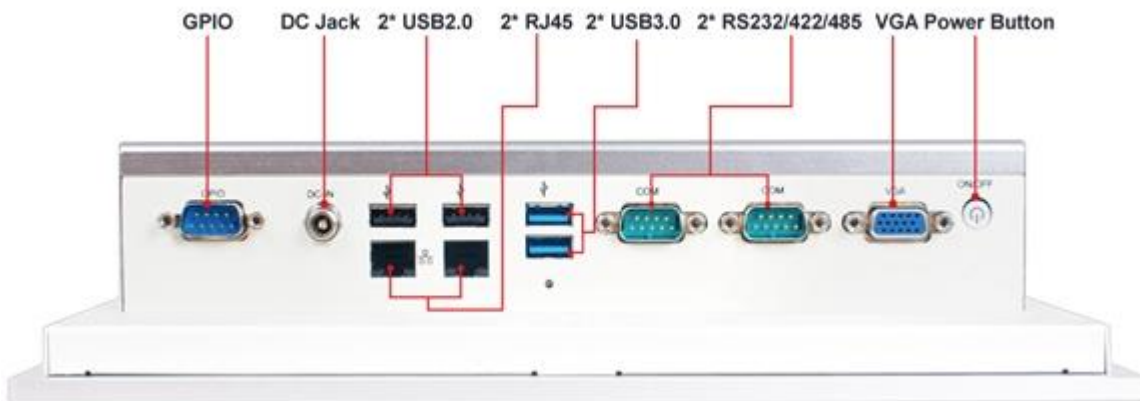 GPIO DC Jack 2* USB2.0 2* RJ45 2* USB3.0 2* RS232/422/485 VGA Power Button
GPIO DC IN COM COM VGA ON/OFF